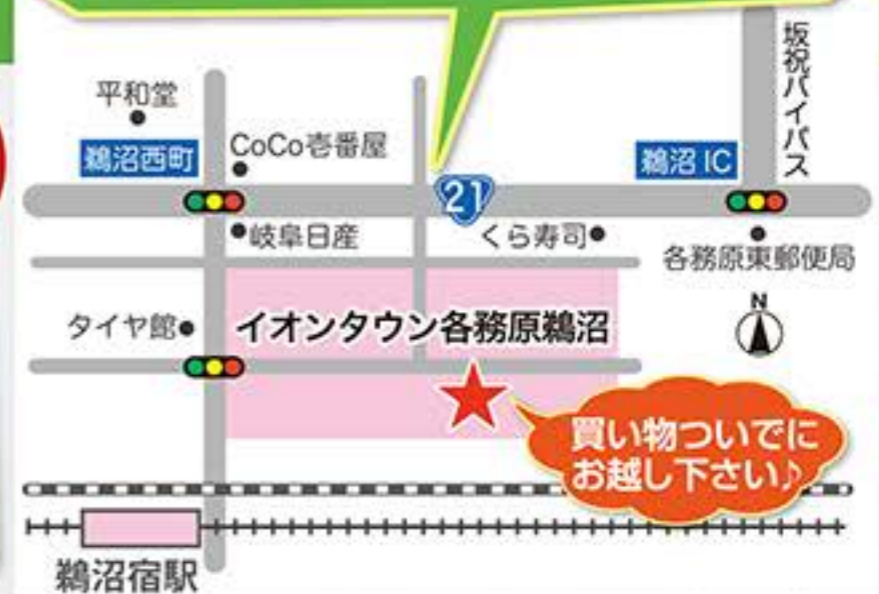 坂祝バイパス
平和堂
鵜沼西町
CoCo壱番屋
鵜沼 IC
21
岐阜日産
くら寿司
各務原東郵便局
タイヤ館
イオンタウン各務原鵜沼
N
買い物ついでに
お越し下さい♪
鵜沼宿駅